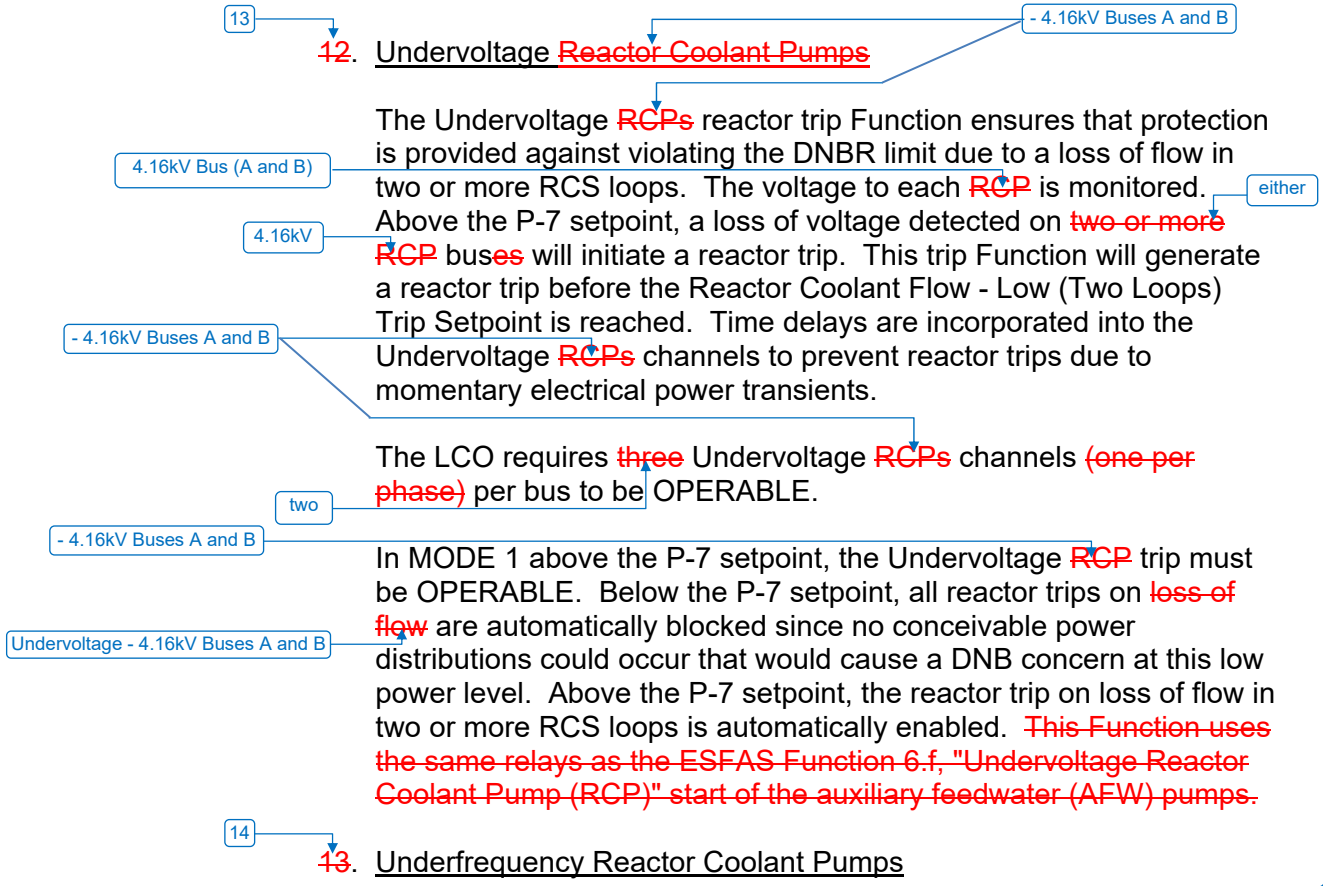 13
- 4.16kV Buses A and B
12. Undervoltage Reactor Coolant Pumps
The Undervoltage RCPs reactor trip Function ensures that protection
is provided against violating the DNBR limit due to a loss of flow in
4.16kV Bus (A and B)
two or more RCS loops. The voltage to each RCP is monitored.
either
Above the P-7 setpoint, a loss of voltage detected on two or more
4.16kV
RCP buses will initiate a reactor trip. This trip Function will generate
a reactor trip before the Reactor Coolant Flow - Low (Two Loops)
Trip Setpoint is reached. Time delays are incorporated into the
- 4.16kV Buses A and B
Undervoltage RCPs channels to prevent reactor trips due to
momentary electrical power transients.
The LCO requires three Undervoltage RCPs channels (one per
phase) per bus to be OPERABLE.
two
- 4.16kV Buses A and B
In MODE 1 above the P-7 setpoint, the Undervoltage RCP trip must
be OPERABLE. Below the P-7 setpoint, all reactor trips on loss of
flow are automatically blocked since no conceivable power
Undervoltage - 4.16kV Buses A and B
distributions could occur that would cause a DNB concern at this low
power level. Above the P-7 setpoint, the reactor trip on loss of flow in
two or more RCS loops is automatically enabled. This Function uses
the same relays as the ESFAS Function 6.f, "Undervoltage Reactor
Coolant Pump (RCP)" start of the auxiliary feedwater (AFW) pumps.
14
13. Underfrequency Reactor Coolant Pumps